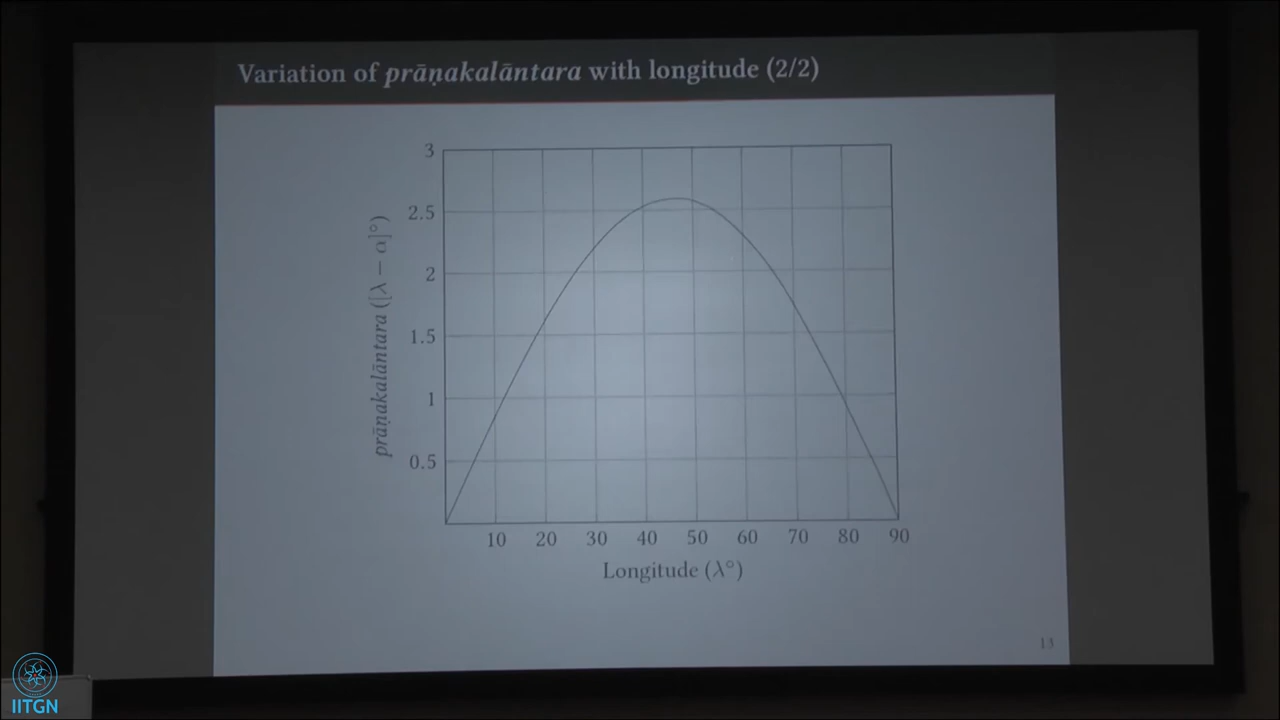 Variation of prāṇakalāntara with longitude (2/2)
3
2.5
2
1.5
1
0.5
prāṇakalāntara ([λ − α]°)
10 20 30 40 50 60 70 80 90
Longitude (λ°)
13
IITGN